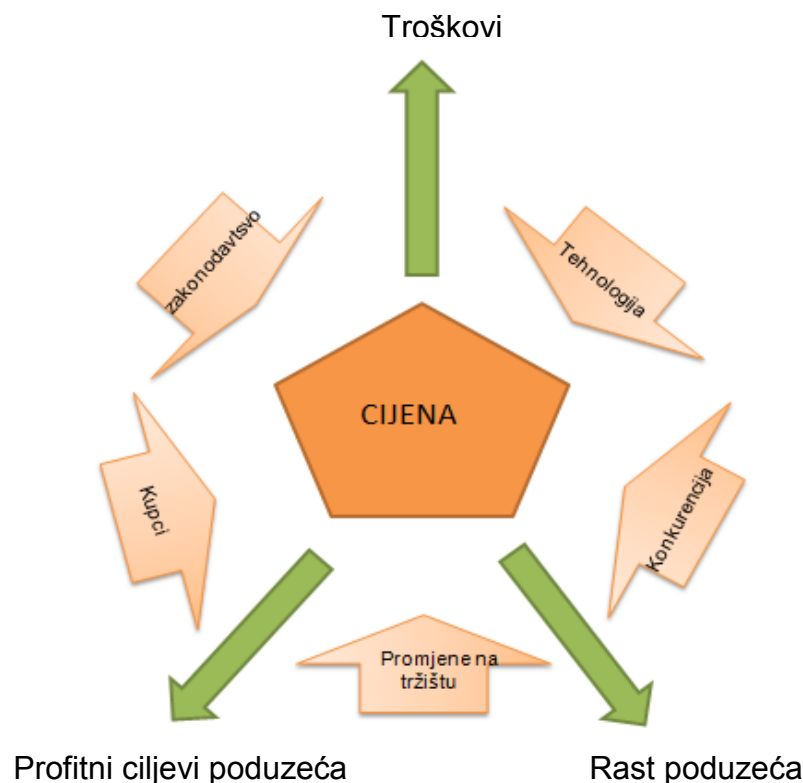 Troškovi
zakonodavtsvo
Tehnologija
CIJENA
Kupci
Konkurencija
Promjene na
tržištu
Profitni ciljevi poduzeća
Rast poduzeća